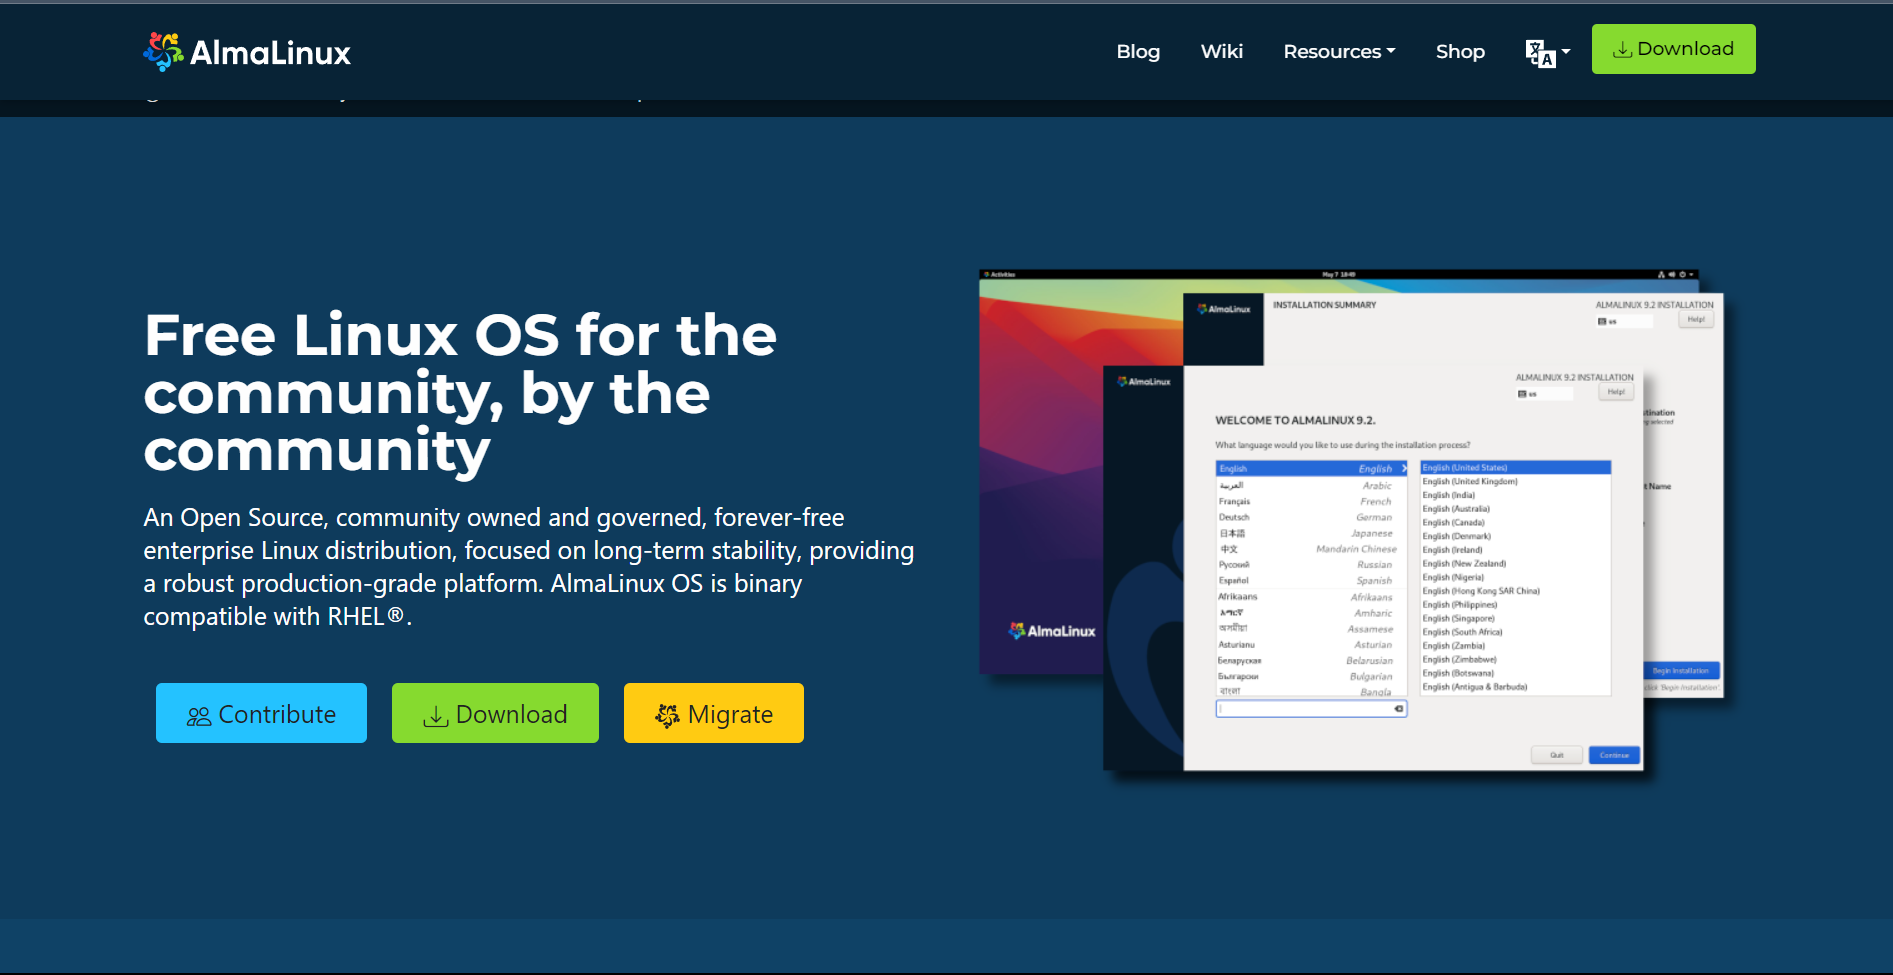 AlmaLinux
Blog Wiki Resources Shop Download
Free Linux OS for the
community, by the
community
An Open Source, community owned and governed, forever-free
enterprise Linux distribution, focused on long-term stability, providing
a robust production-grade platform. AlmaLinux OS is binary
compatible with RHEL®.
Contribute Download Migrate
Activities May 7 18:49
AlmaLinux
AlmaLinux
INSTALLATION SUMMARY
ALMALINUX 9.2 INSTALLATION
us
Help!
Begin Installation
AlmaLinux
ALMALINUX 9.2 INSTALLATION
us
Help!
WELCOME TO ALMALINUX 9.2.
What language would you like to use during the installation process?
English English
العربية Arabic
Français French
Deutsch German
日本語 Japanese
中文 Mandarin Chinese
Русский Russian
Español Spanish
Afrikaans Afrikaans
አማርኛ Amharic
অসমীয়া Assamese
Asturianu Asturian
Беларуская Belarusian
Български Bulgarian
বাংলা Bangla
English (United States)
English (United Kingdom)
English (India)
English (Australia)
English (Canada)
English (Denmark)
English (Ireland)
English (New Zealand)
English (Nigeria)
English (Hong Kong SAR China)
English (Philippines)
English (Singapore)
English (South Africa)
English (Zambia)
English (Zimbabwe)
English (Botswana)
English (Antigua & Barbuda)
Quit Continue